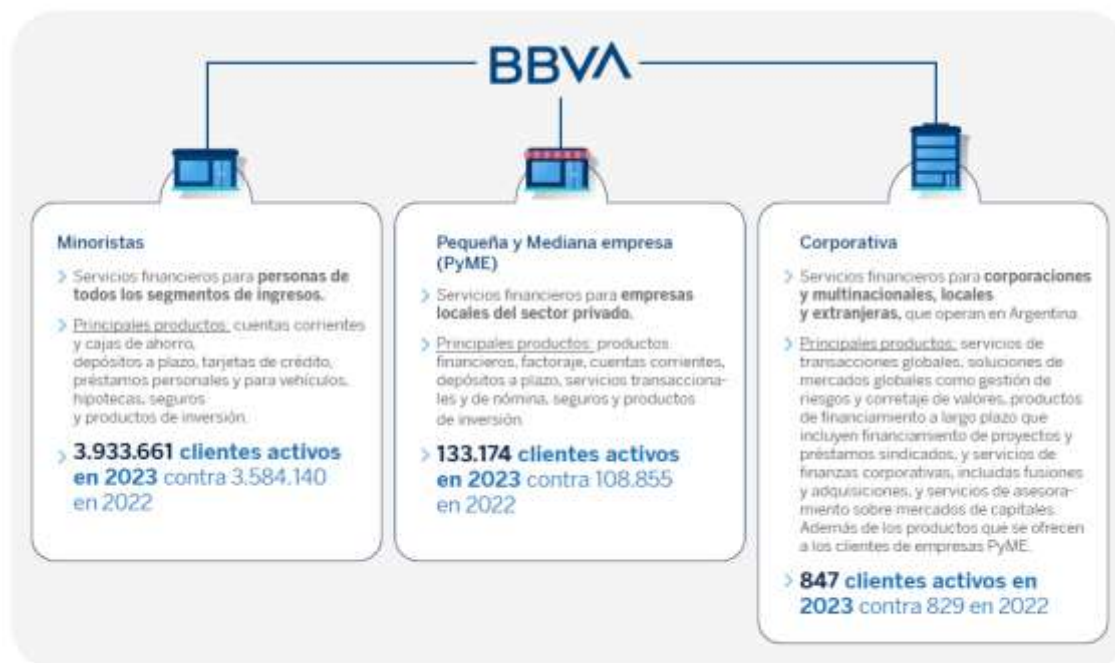 BBVA
Minoristas
Servicios financieros para personas de
todos los segmentos de ingresos.
Principales productos: cuentas corrientes
y cajas de ahorro,
depósitos a plazo, tarjetas de crédito,
préstamos personales y para vehículos,
hipotecas, seguros
y productos de inversión.
3.933.661 clientes activos
en 2023 contra 3.584.140
en 2022
Pequeña y Mediana empresa
(PyME)
Servicios financieros para empresas
locales del sector privado.
Principales productos: productos
financieros, factoraje, cuentas corrientes,
depósitos a plazo, servicios transacciona-
les y de nómina, seguros y productos
de inversión
133.174 clientes activos
en 2023 contra 108.855
en 2022
Corporativa
Servicios financieros para corporaciones
y multinacionales, locales
y extranjeras, que operan en Argentina.
Principales productos: servicios de
transacciones globales, soluciones de
mercados globales como gestión de
riesgos y corretaje de valores, productos
de financiamiento a largo plazo que
incluyen financiamiento de proyectos y
préstamos sindicados, y servicios de
finanzas corporativas, incluidas fusiones
y adquisiciones, y servicios de asesora-
miento sobre mercados de capitales.
Además de los productos que se ofrecen
a los clientes de empresas PyME.
847 clientes activos en
2023 contra 829 en 2022